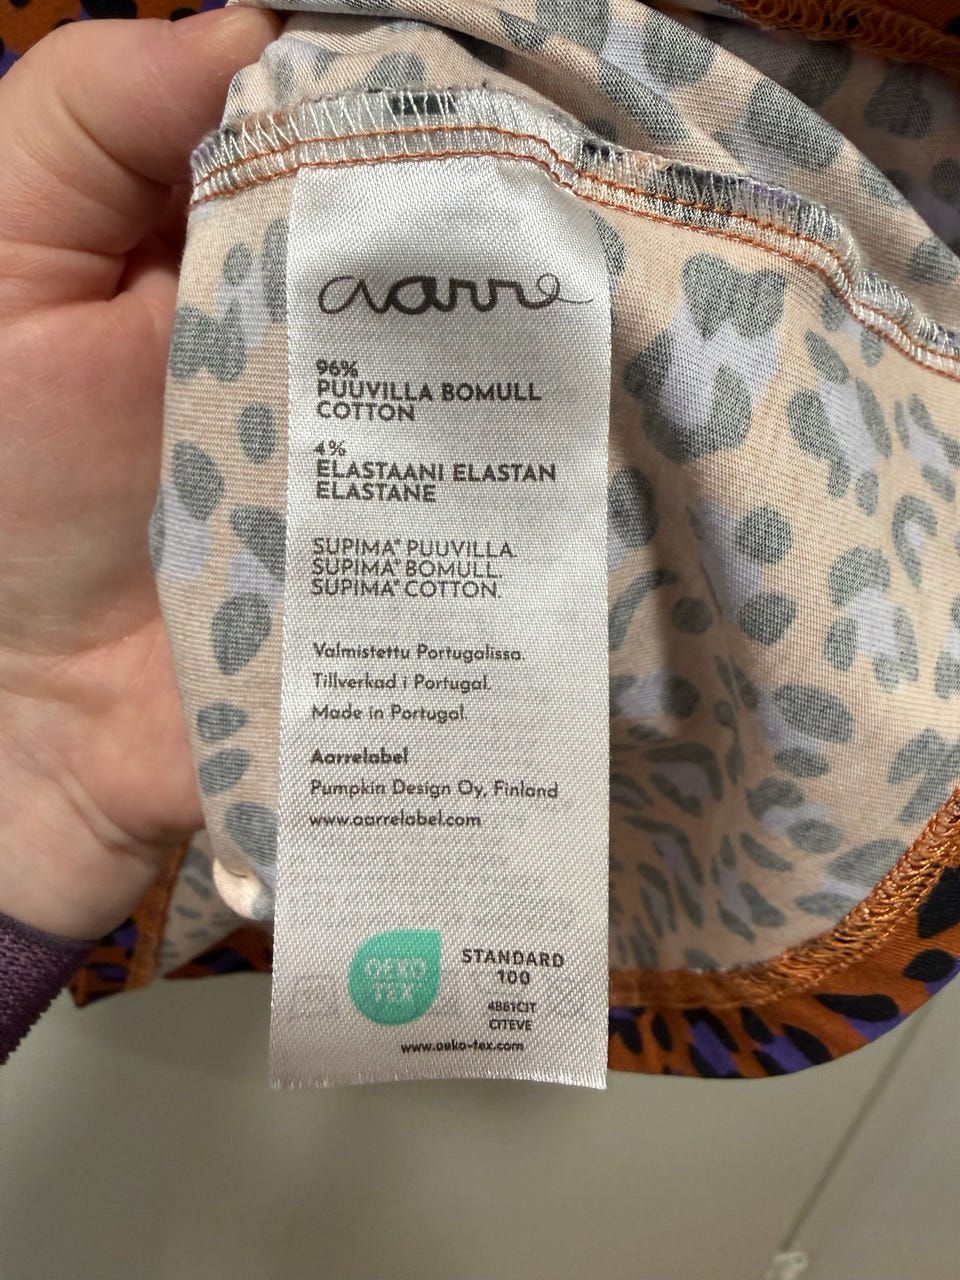 aarre
96%
PUUVILLA BOMULL
COTTON
4%
ELASTAANI ELASTAN
ELASTANE
SUPIMA® PUUVILLA.
SUPIMA® BOMULL.
SUPIMA® COTTON.
Valmistettu Portugalissa.
Tillverkad i Portugal.
Made in Portugal.
Aarrelabel
Pumpkin Design Oy, Finland
www.aarrelabel.com
OEKO
TEX®
STANDARD
100
4861CIT
CITEVE
www.oeko-tex.com